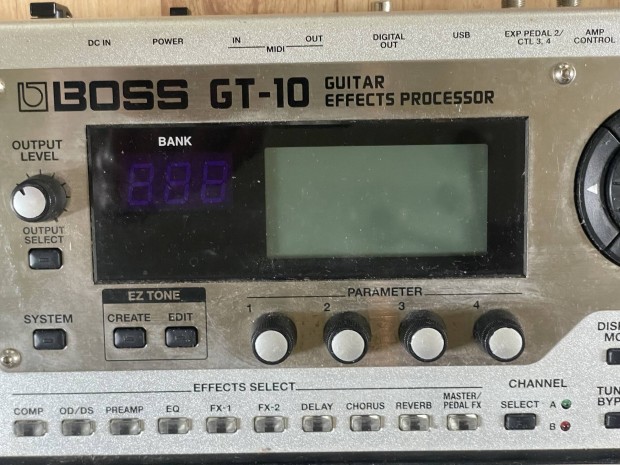 DC IN
POWER
IN
OUT
MIDI
DIGITAL
OUT
USB
EXP PEDAL 2/
CTL 3, 4
AMP
CONTROL
BOSS GT-10 GUITAR
EFFECTS PROCESSOR
OUTPUT
LEVEL
BANK
OUTPUT
SELECT
SYSTEM
EZ TONE
CREATE
EDIT
PARAMETER
1
2
3
4
EFFECTS SELECT
COMP
OD/DS
PREAMP
EQ
FX-1
FX-2
DELAY
CHORUS
REVERB
MASTER/
PEDAL FX
CHANNEL
SELECT
A
B